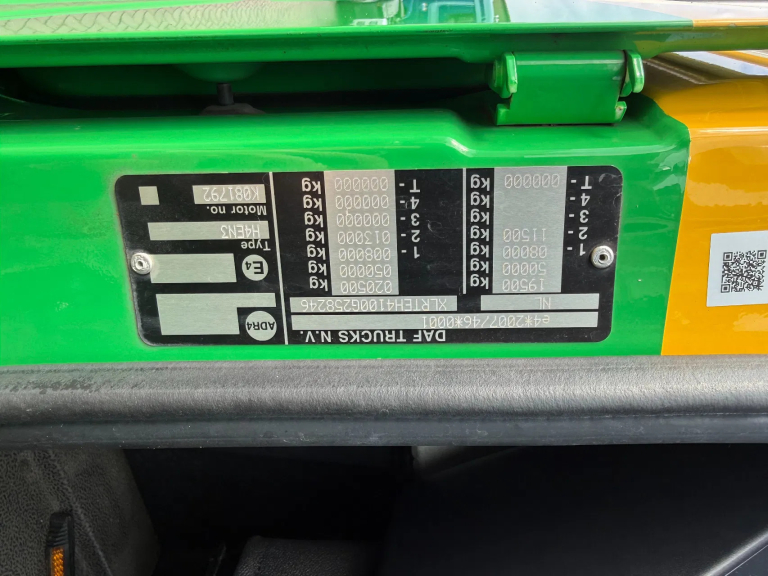 DAF TRUCKS N.V.
e4*2007/46*0001
NL XLRTEH4100G258246
19500 kg 020500 kg
50000 kg 050000 kg
1 - 08000 kg 1 - 008000 kg
2 - 11500 kg 2 - 013000 kg
3 - kg 3 - 000000 kg
4 - kg 4 - 000000 kg
T - 000000 kg T - 000000 kg
ADR4
E4
Type
H4EN3
Motor no.
K081792